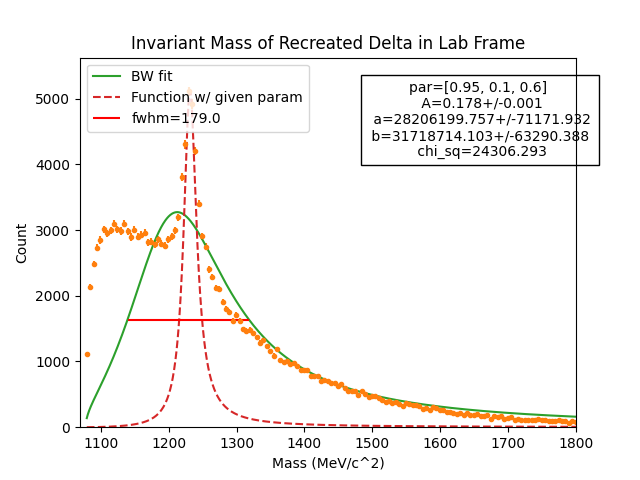 Invariant Mass of Recreated Delta in Lab Frame
BW fit
Function w/ given param
fwhm=179.0
par=[0.95, 0.1, 0.6]
A=0.178+/-0.001
a=28206199.757+/-71171.932
b=31718714.103+/-63290.388
chi_sq=24306.293
Count
5000
4000
3000
2000
1000
0
1100 1200 1300 1400 1500 1600 1700 1800
Mass (MeV/c^2)